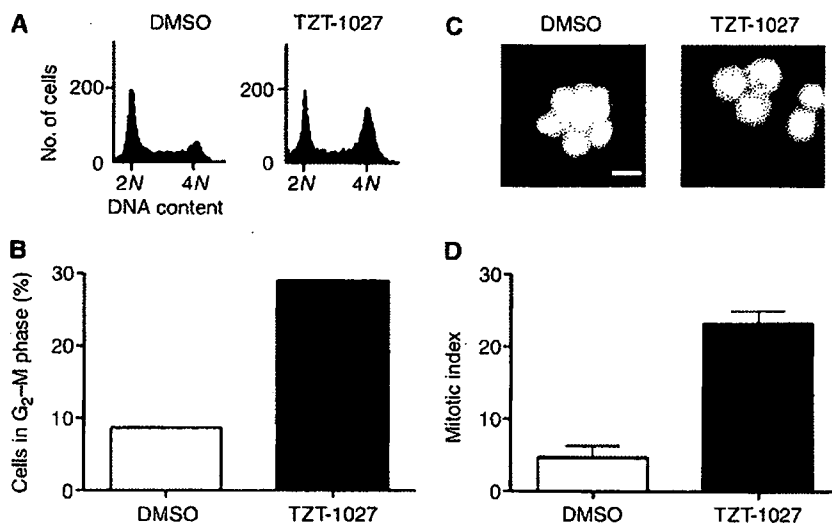 A
DMSO
TZT-1027
No. of cells
200
0
2N
4N
200
0
2N
4N
DNA content
C
DMSO
TZT-1027
B
Cells in G₂–M phase (%)
30
20
10
0
DMSO
TZT-1027
D
Mitotic index
30
20
10
0
DMSO
TZT-1027